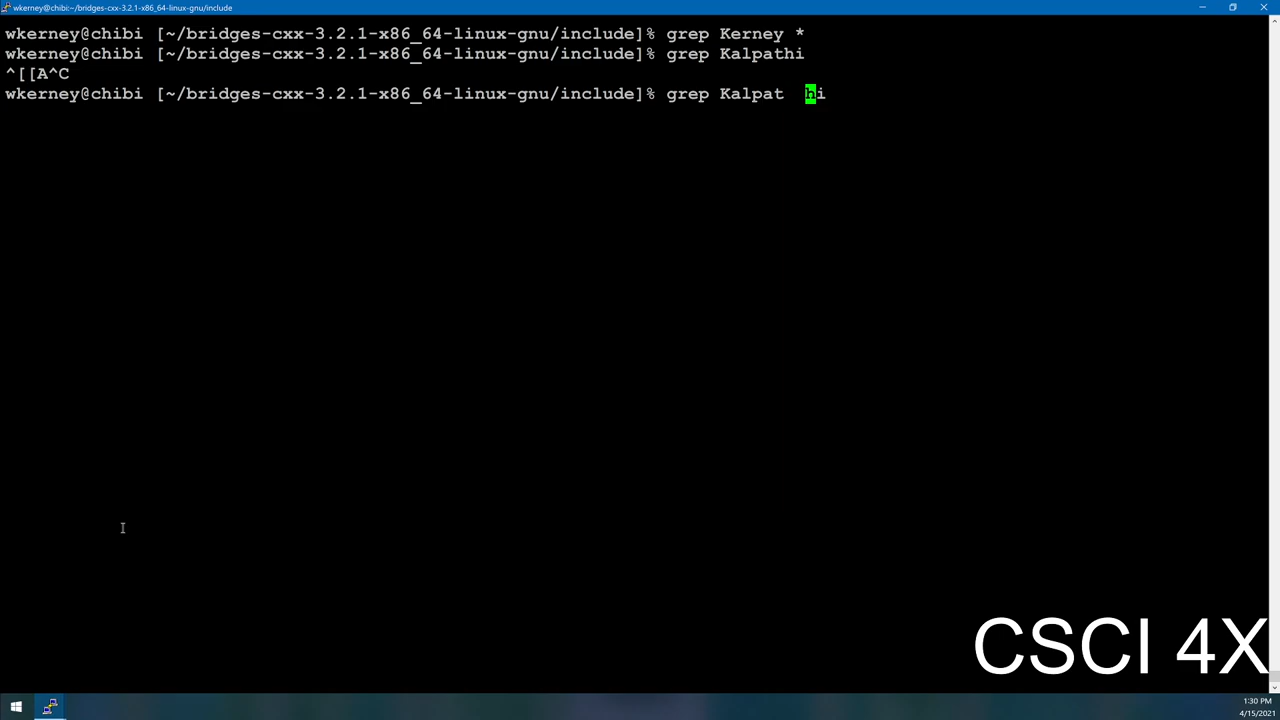 wkerney@chibi:~/bridges-cxx-3.2.1-x86_64-linux-gnu/include
wkerney@chibi [~/bridges-cxx-3.2.1-x86_64-linux-gnu/include]% grep Kerney *
wkerney@chibi [~/bridges-cxx-3.2.1-x86_64-linux-gnu/include]% grep Kalpathi
^[[A^C
wkerney@chibi [~/bridges-cxx-3.2.1-x86_64-linux-gnu/include]% grep Kalpat  hi
CSCI 4X
1:30 PM
4/15/2021